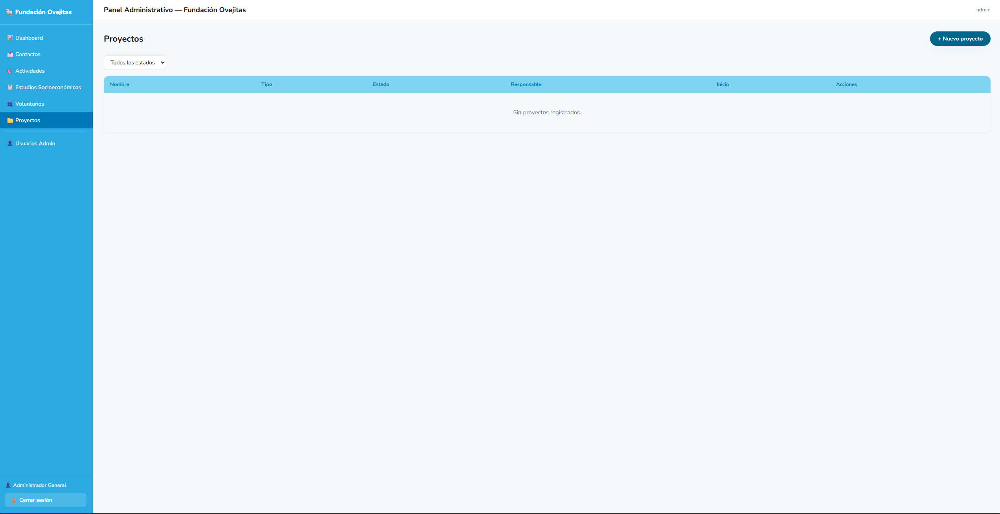 Fundación Ovejitas
Panel Administrativo — Fundación Ovejitas
admin
Dashboard
Contactos
Actividades
Estudios Socioeconómicos
Voluntarios
Proyectos
Usuarios Admin
Proyectos
+ Nuevo proyecto
Todos los estados
Nombre Tipo Estado Responsable Inicio Acciones
Sin proyectos registrados.
Administrador General
Cerrar sesión